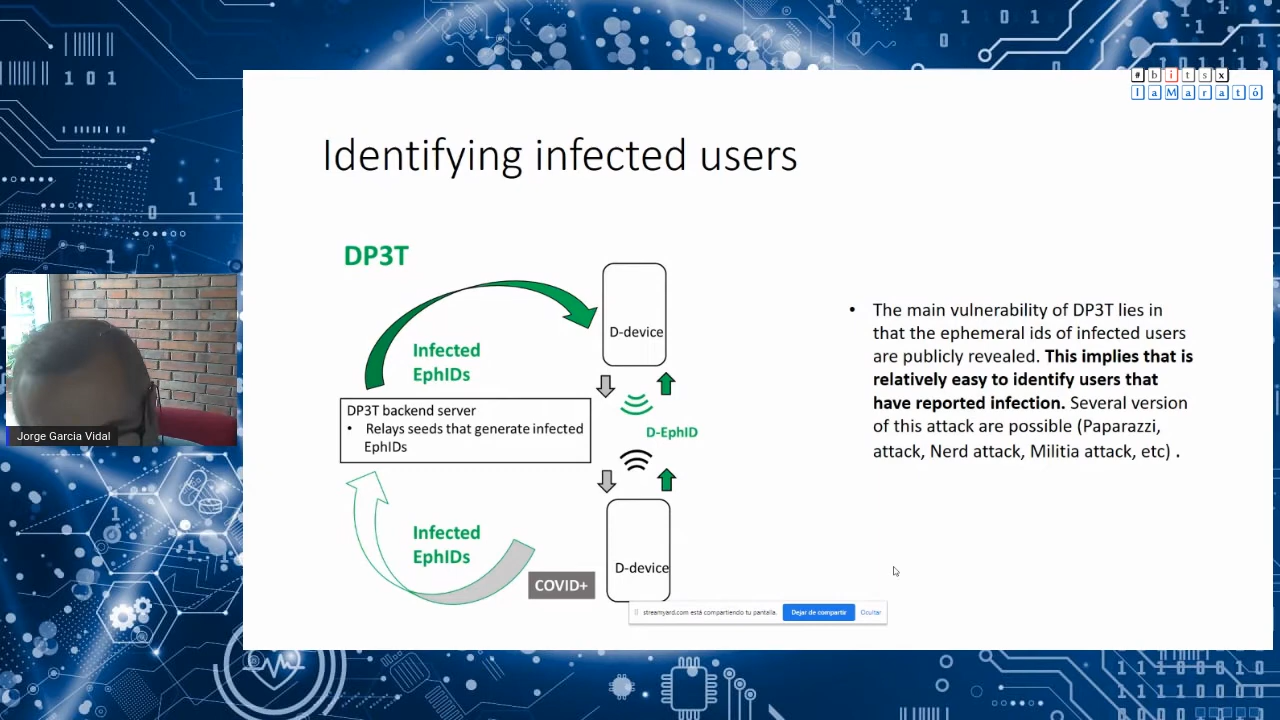 #bitsx
laMarató
Identifying infected users
DP3T
D-device
Infected
EphIDs
DP3T backend server
• Relays seeds that generate infected
EphIDs
D-EphID
Infected
EphIDs
COVID+
D-device
• The main vulnerability of DP3T lies in
that the ephemeral ids of infected users
are publicly revealed. This implies that is
relatively easy to identify users that
have reported infection. Several version
of this attack are possible (Paparazzi,
attack, Nerd attack, Militia attack, etc) .
streamyard.com está compartiendo tu pantalla.
Dejar de compartir
Ocultar
Jorge Garcia Vidal